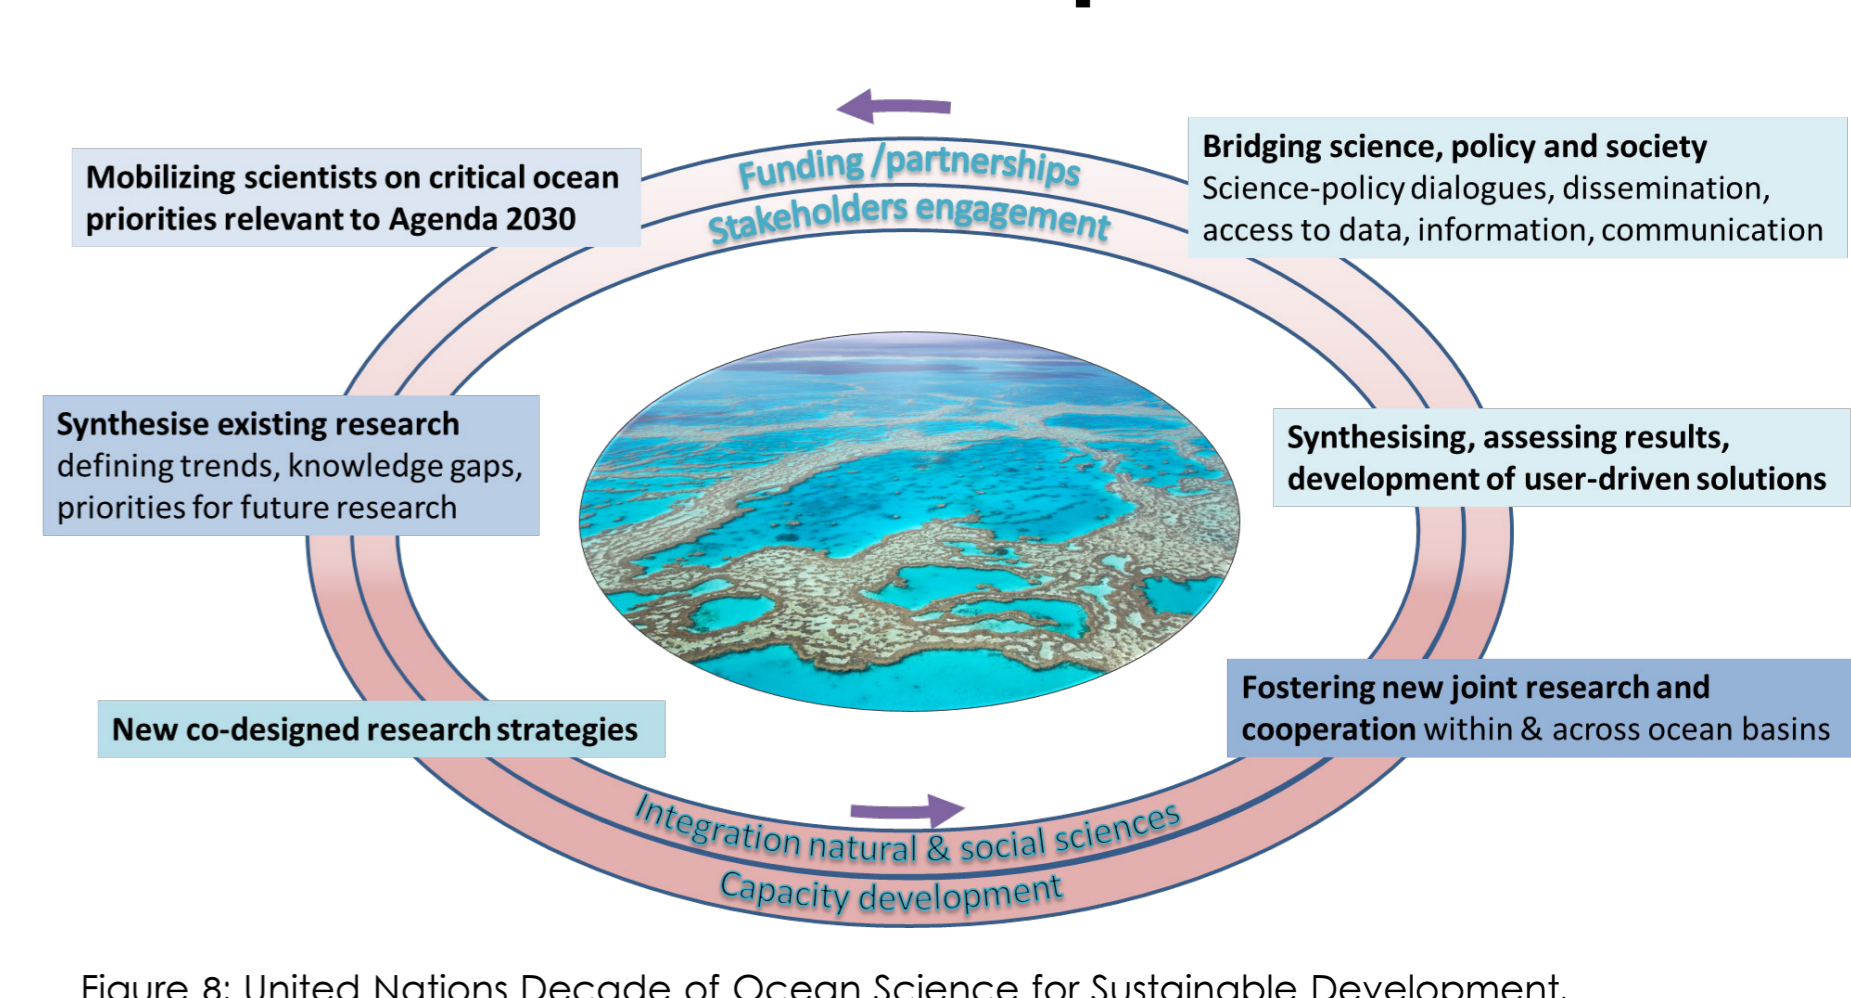 Funding /partnerships
Stakeholders engagement
Mobilizing scientists on critical ocean
priorities relevant to Agenda 2030
Bridging science, policy and society
Science-policy dialogues, dissemination,
access to data, information, communication
Synthesise existing research
defining trends, knowledge gaps,
priorities for future research
Synthesising, assessing results,
development of user-driven solutions
New co-designed research strategies
Fostering new joint research and
cooperation within & across ocean basins
Integration natural & social sciences
Capacity development
Figure 8: United Nations Decade of Ocean Science for Sustainable Development.